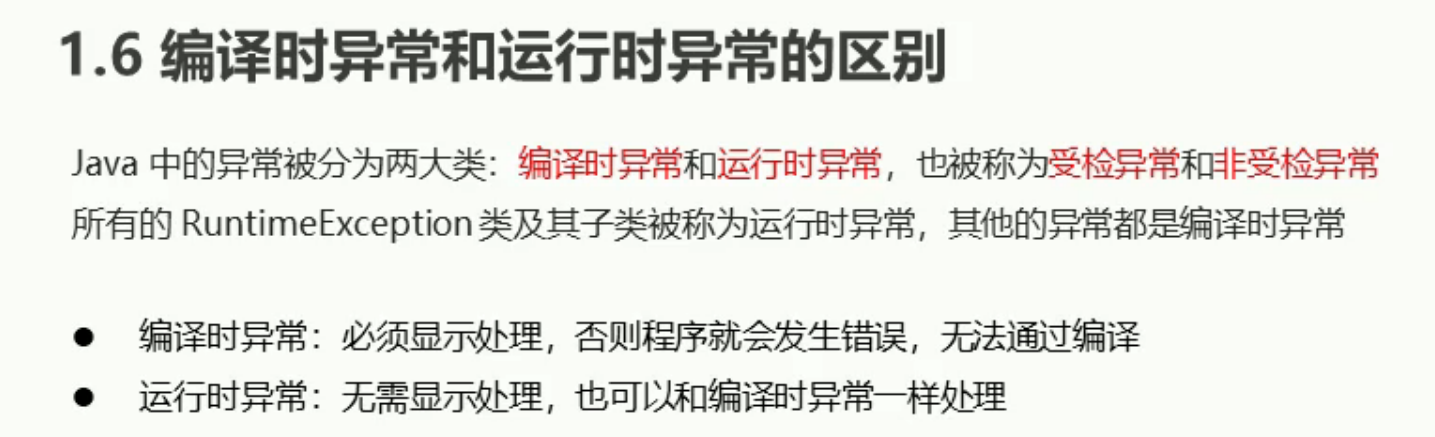 1.6 编译时异常和运行时异常的区别
Java 中的异常被分为两大类：编译时异常和运行时异常，也被称为受检异常和非受检异常
所有的 RuntimeException 类及其子类被称为运行时异常，其他的异常都是编译时异常
● 编译时异常：必须显示处理，否则程序就会发生错误，无法通过编译
● 运行时异常：无需显示处理，也可以和编译时异常一样处理